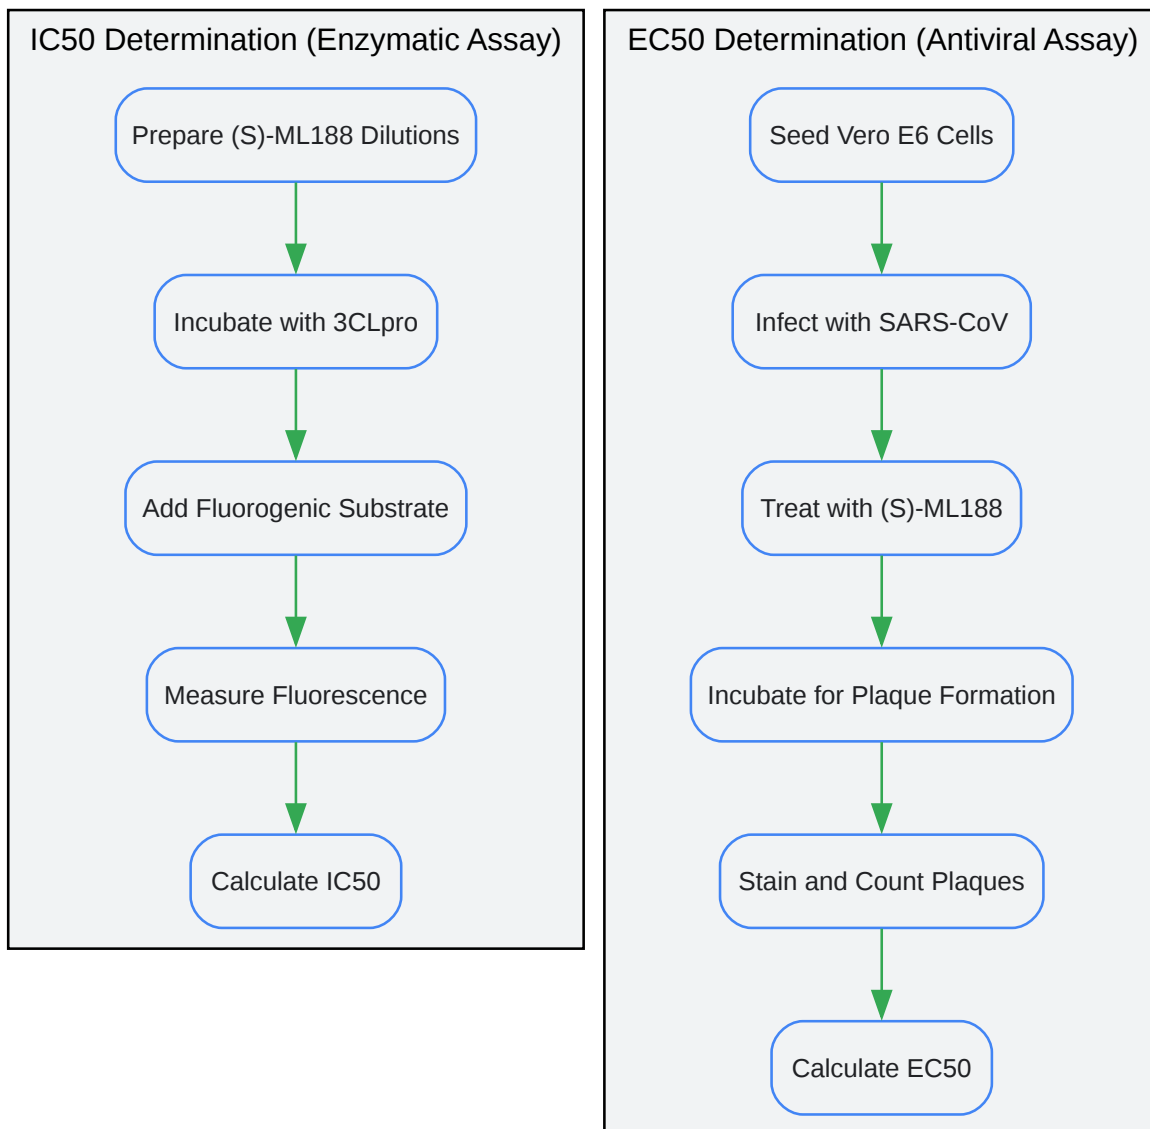 IC50 Determination (Enzymatic Assay)
Prepare (S)-ML188 Dilutions
Incubate with 3CLpro
Add Fluorogenic Substrate
Measure Fluorescence
Calculate IC50
EC50 Determination (Antiviral Assay)
Seed Vero E6 Cells
Infect with SARS-CoV
Treat with (S)-ML188
Incubate for Plaque Formation
Stain and Count Plaques
Calculate EC50